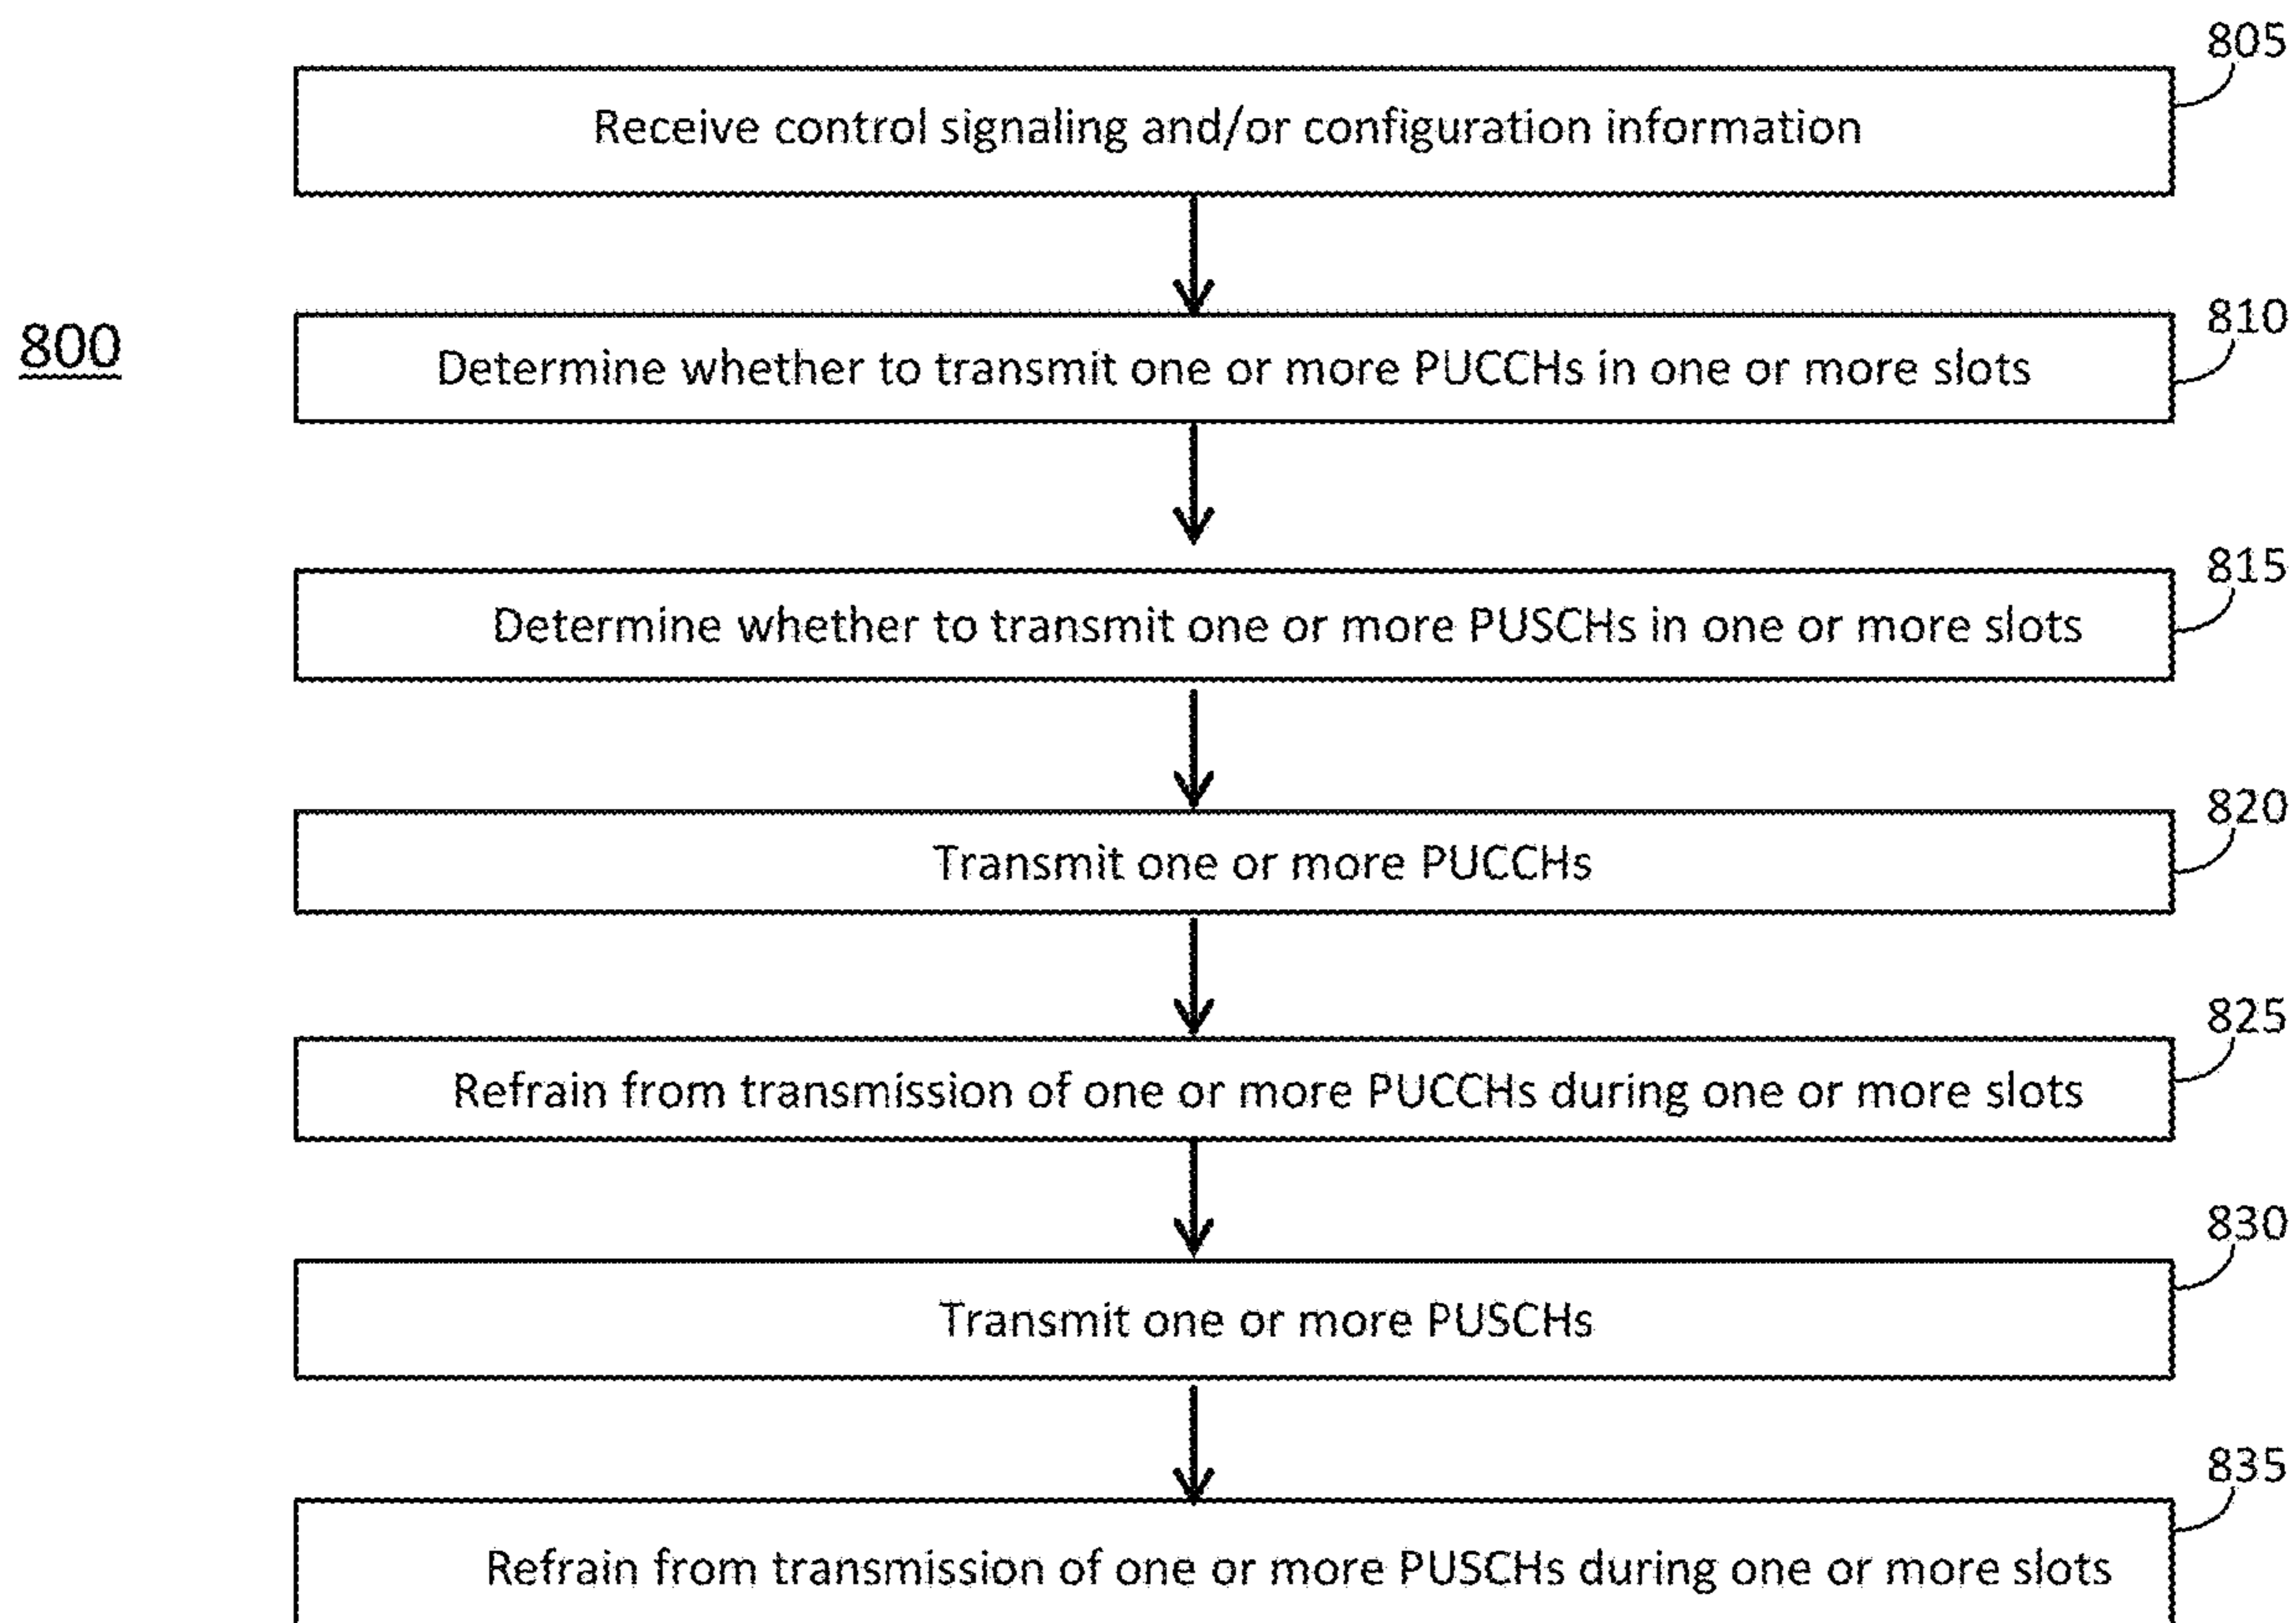 805
Receive control signaling and/or configuration information
800
810
Determine whether to transmit one or more PUCCHs in one or more slots
815
Determine whether to transmit one or more PUSCHs in one or more slots
820
Transmit one or more PUCCHs
825
Refrain from transmission of one or more PUCCHs during one or more slots
830
Transmit one or more PUSCHs
835
Refrain from transmission of one or more PUSCHs during one or more slots